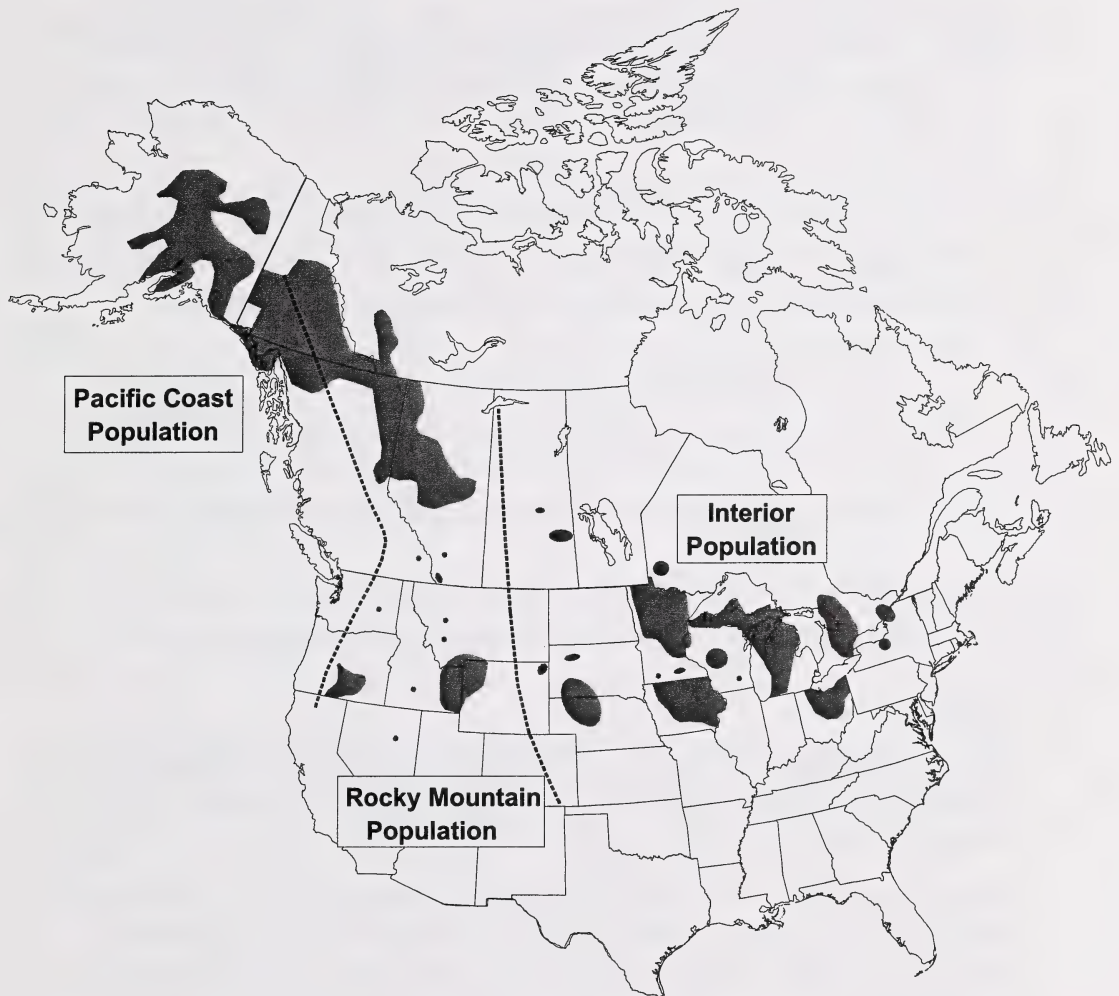 Pacific Coast
Population
Interior
Population
Rocky Mountain
Population